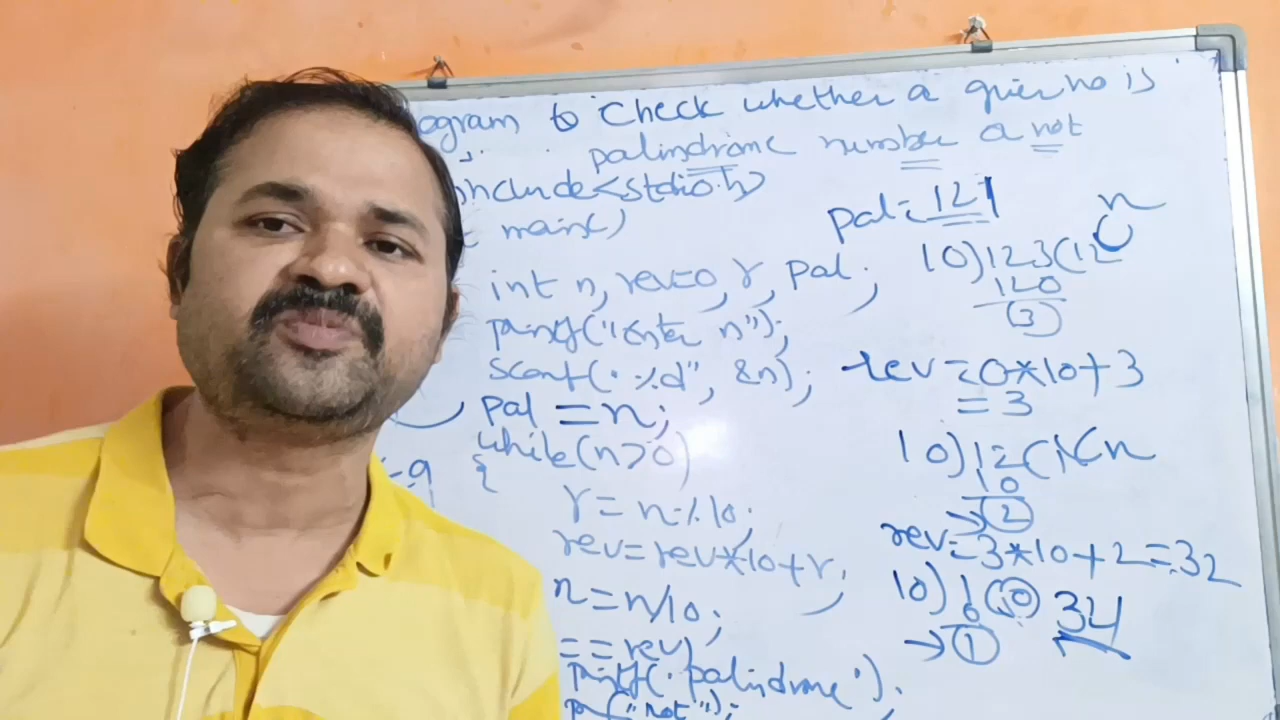 ogram to check whether a given no is
palindrome number or not
include<stdio.h>
main()
int n, rev=0, r, pal;
printf("Enter n");
scanf("%d", &n);
pal = n;
while(n>0)
{
r = n%10;
rev=rev*10+r;
n=n/10;
==rev)
printf("palindrome");
pf("not");
pal=121
n
10)123(12
120
(3)
rev=0*10+3
=3
10)12(1
n
10
→2
rev=3*10+2=32
10)1(0
0
→1